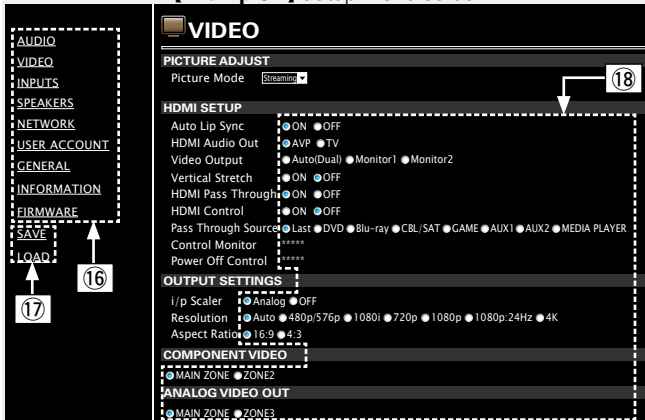 AUDIO
VIDEO
INPUTS
SPEAKERS
NETWORK
USER ACCOUNT
GENERAL
INFORMATION
FIRMWARE
SAVE
LOAD
16
17
VIDEO
PICTURE ADJUST
Picture Mode Streaming
18
HDMI SETUP
Auto Lip Sync ON OFF
HDMI Audio Out AVP TV
Video Output Auto(Dual) Monitor1 Monitor2
Vertical Stretch ON OFF
HDMI Pass Through ON OFF
HDMI Control ON OFF
Pass Through Source Last DVD Blu-ray CBL/SAT GAME AUX1 AUX2 MEDIA PLAYER
Control Monitor *****
Power Off Control *****
OUTPUT SETTINGS
i/p Scaler Analog OFF
Resolution Auto 480p/576p 1080i 720p 1080p 1080p:24Hz 4K
Aspect Ratio 16:9 4:3
COMPONENT VIDEO
MAIN ZONE ZONE2
ANALOG VIDEO OUT
MAIN ZONE ZONE3